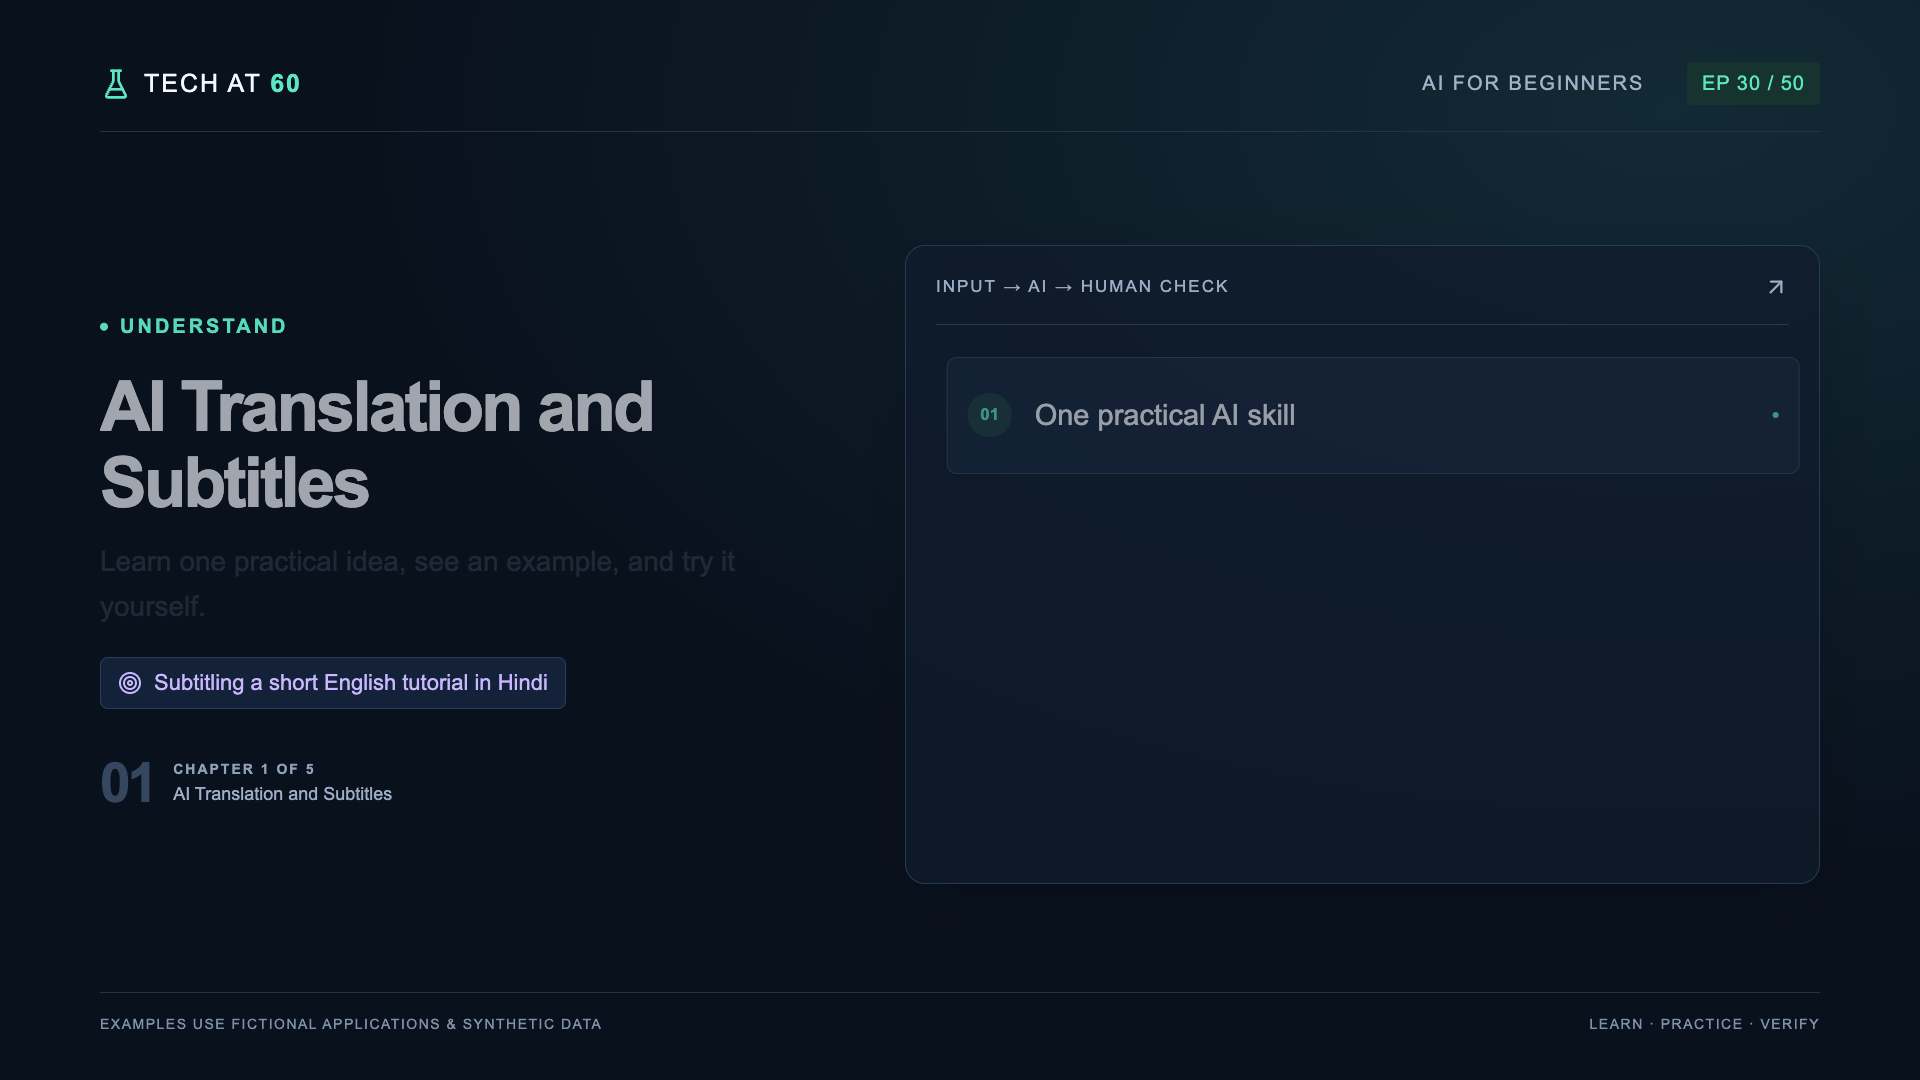 TECH AT 60
AI FOR BEGINNERS
EP 30 / 50
UNDERSTAND
AI Translation and
Subtitles
Learn one practical idea, see an example, and try it
yourself.
Subtitling a short English tutorial in Hindi
01
CHAPTER 1 OF 5
AI Translation and Subtitles
INPUT → AI → HUMAN CHECK
01
One practical AI skill
EXAMPLES USE FICTIONAL APPLICATIONS & SYNTHETIC DATA
LEARN · PRACTICE · VERIFY